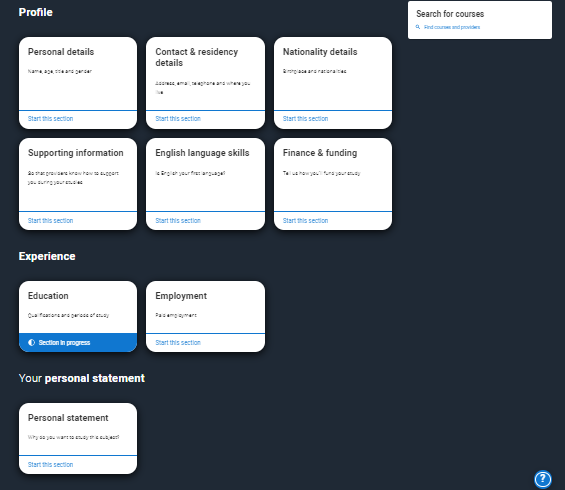 Profile
Search for courses
Find courses and providers
Personal details
Name, age, title and gender
Start this section
Contact & residency
details
Address, email, telephone and where you
live
Start this section
Nationality details
Birthplace and nationalities
Start this section
Supporting information
So that providers know how to support
you during your studies
Start this section
English language skills
Is English your first language?
Start this section
Finance & funding
Tell us how you'll fund your study
Start this section
Experience
Education
Qualifications and periods of study
Section in progress
Employment
Paid employment
Start this section
Your personal statement
Personal statement
Why do you want to study this subject?
Start this section
?